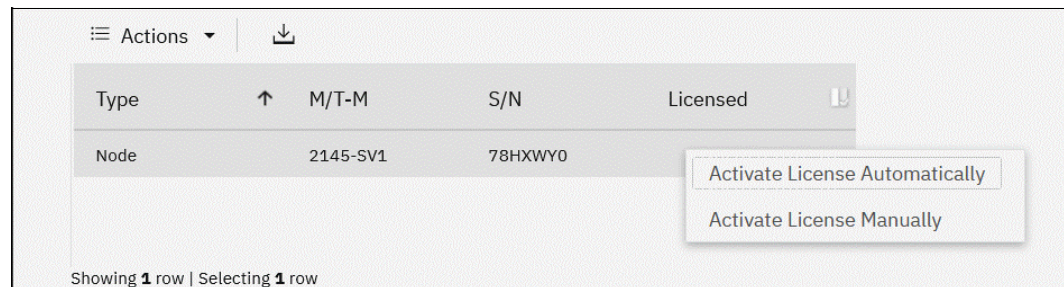 Actions
Type M/T-M S/N Licensed
Node 2145-SV1 78HXWY0
Activate License Automatically
Activate License Manually
Showing 1 row | Selecting 1 row